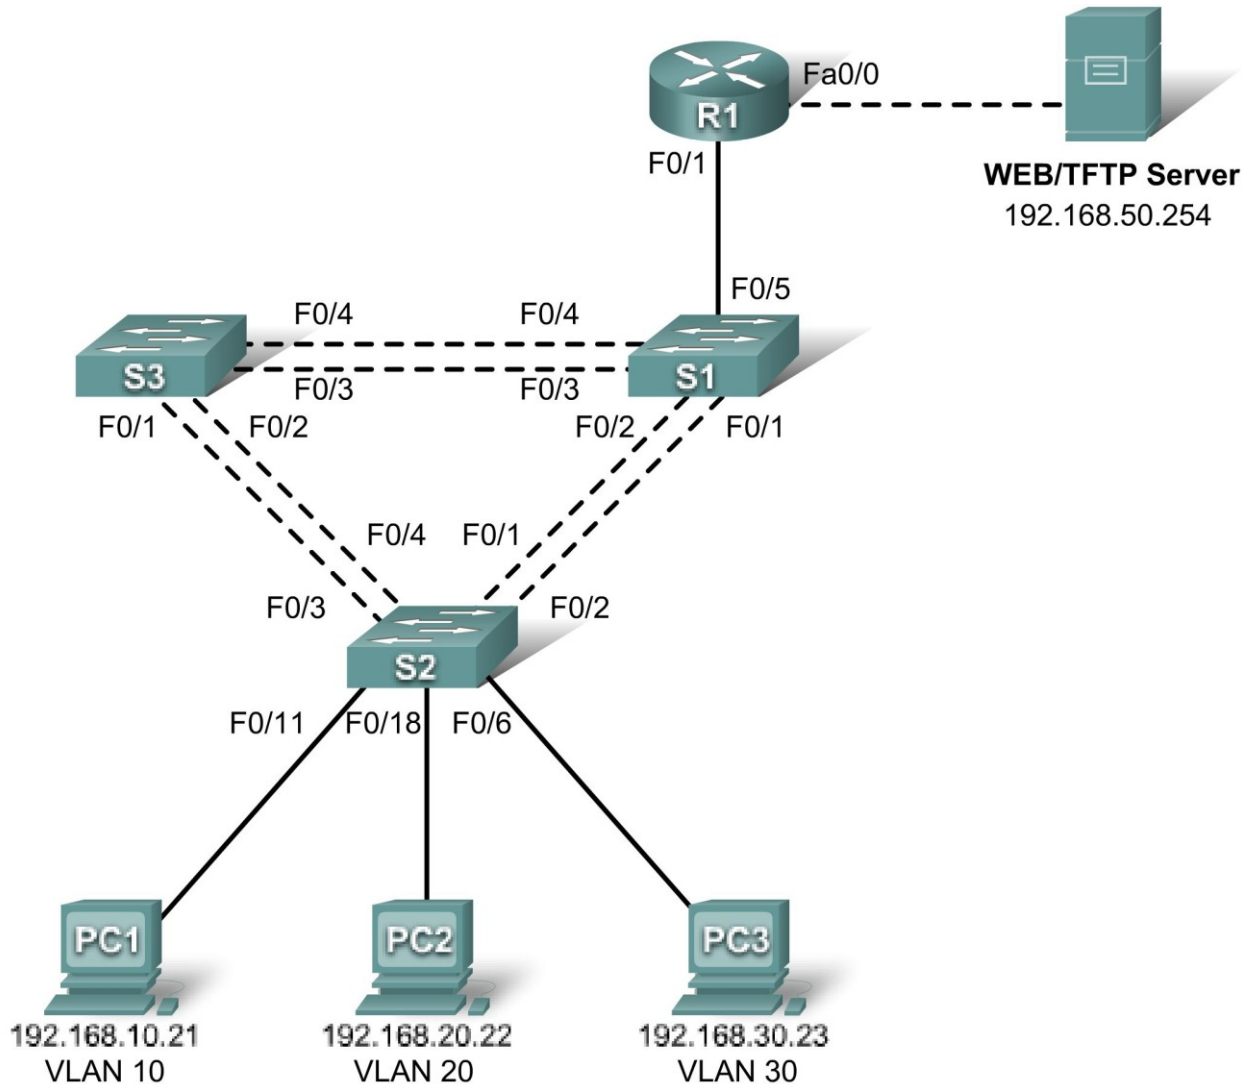 Fa0/0
R1
F0/1
WEB/TFTP Server
192.168.50.254
F0/5
F0/4
F0/4
S3
F0/3
F0/3
S1
F0/1
F0/2
F0/2
F0/1
F0/4
F0/1
F0/3
F0/2
S2
F0/11
F0/18
F0/6
PC1
PC2
PC3
192.168.10.21
192.168.20.22
192.168.30.23
VLAN 10
VLAN 20
VLAN 30